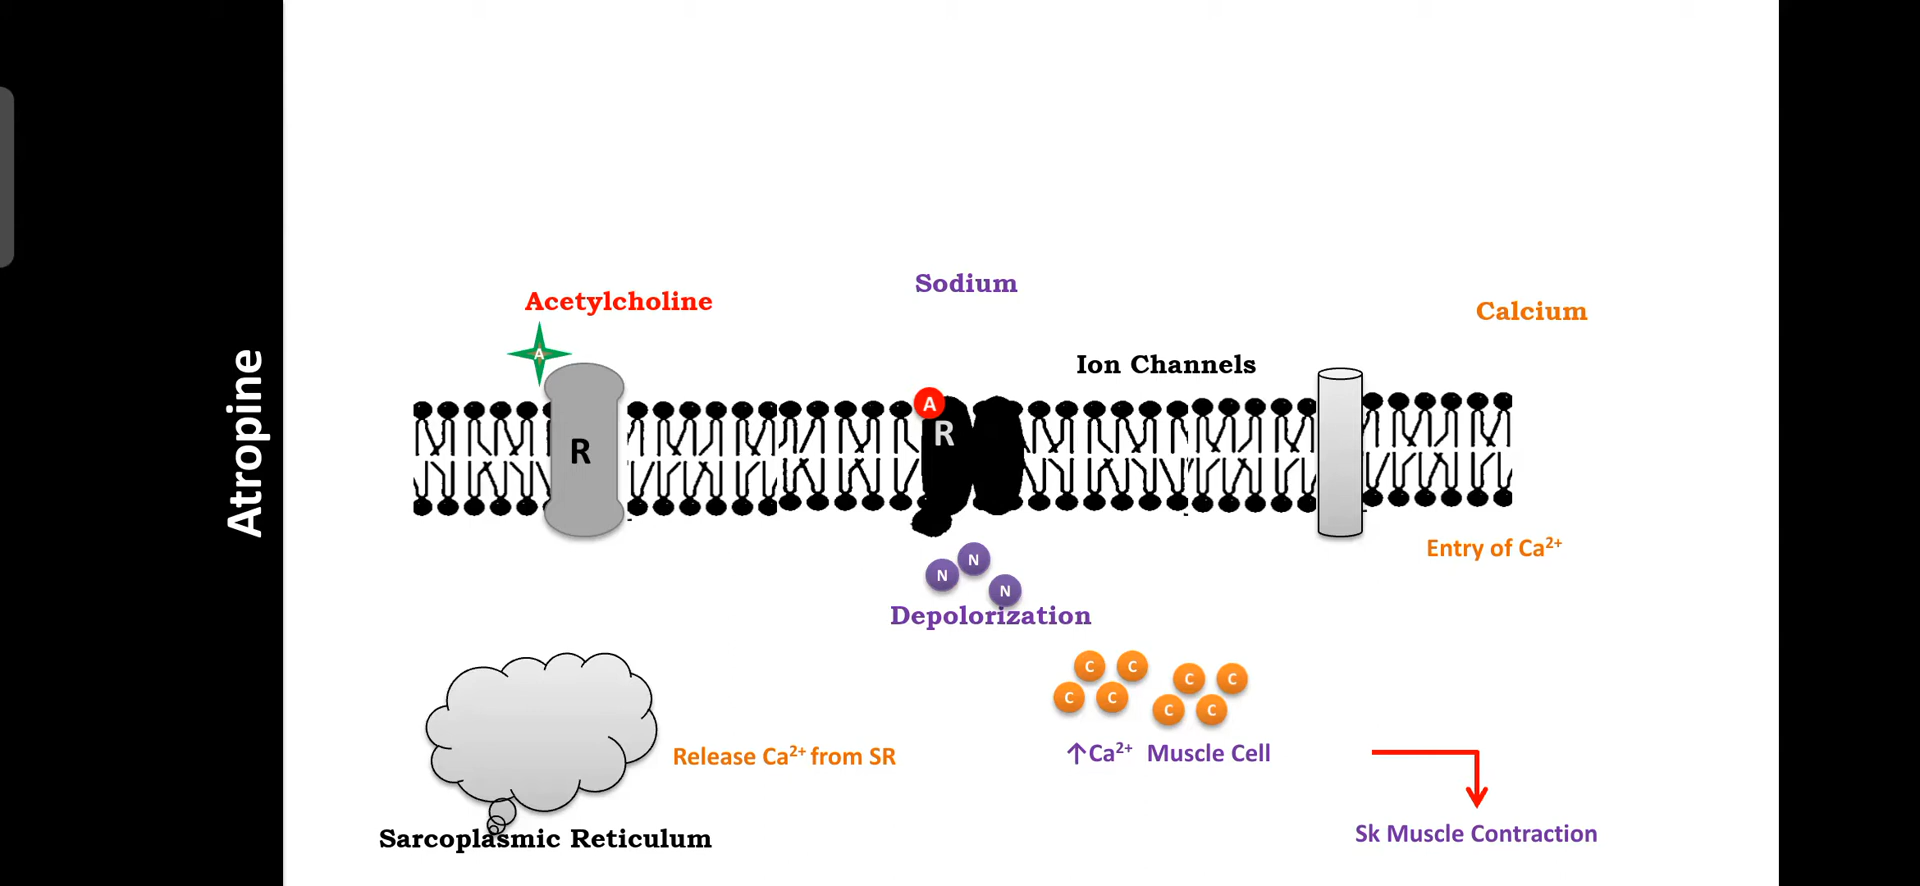 Atropine
Sodium
Acetylcholine
Calcium
A
Ion Channels
A
R
R
Entry of Ca²⁺
N
N
N
Depolorization
C C C C
C C C C
Release Ca²⁺ from SR
↑Ca²⁺ Muscle Cell
Sarcoplasmic Reticulum
Sk Muscle Contraction